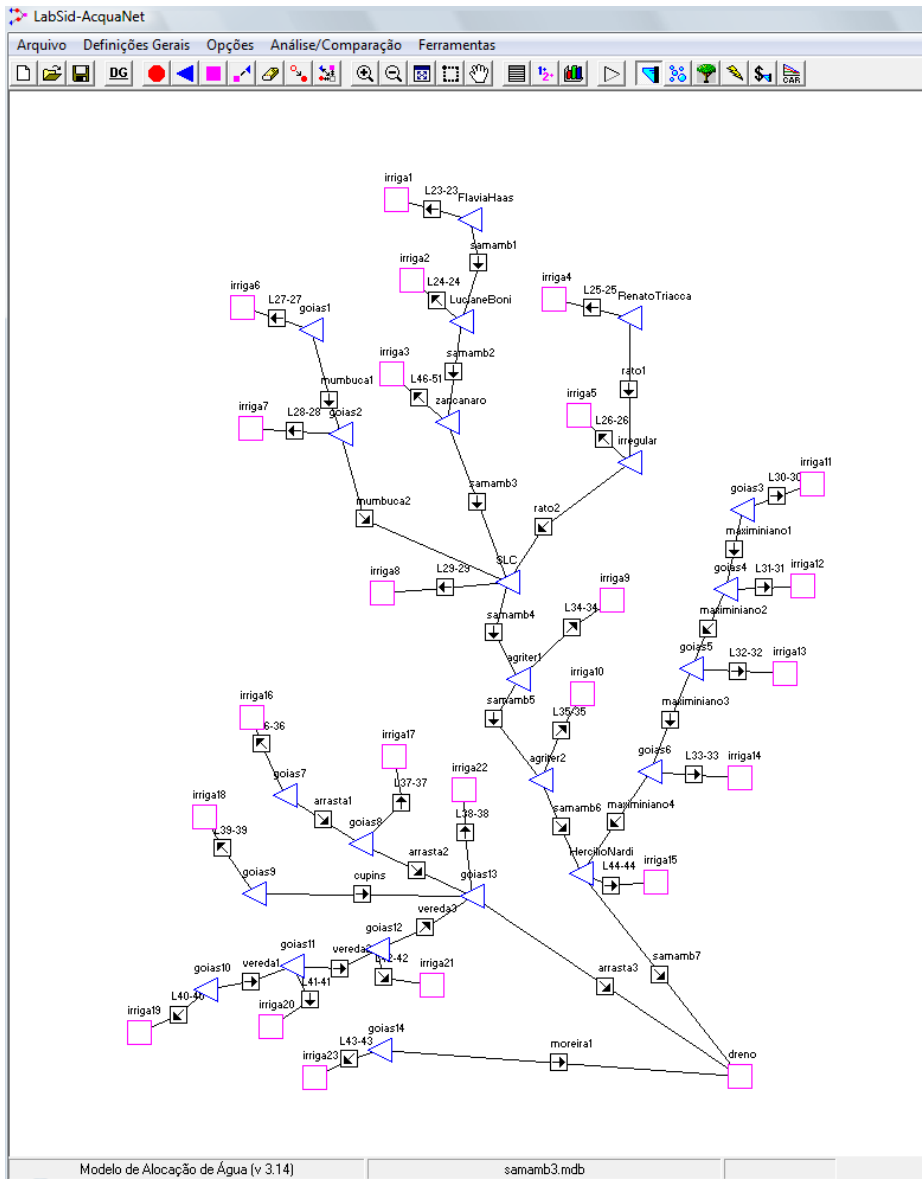 LabSid-AcquaNet
Arquivo Definições Gerais Opções Análise/Comparação Ferramentas
DG
CAR
irriga1
L23-23
FlaviaHaas
samamb1
irriga2
L24-24
LucianeBoni
irriga4
L25-25
RenatoTriacca
irriga6
L27-27
goias1
samamb2
irriga3
L46-51
zancanaro
rato1
mumbuca1
irriga5
L26-26
irregular
irriga7
L28-28
goias2
samamb3
irriga11
L30-30
goias3
mumbuca2
rato2
maximiniano1
SLC
irriga8
L29-29
irriga9
L34-34
goias4
L31-31
irriga12
samamb4
maximiniano2
agriter1
goias5
L32-32
irriga13
irriga10
L35-35
samamb5
maximiniano3
irriga16
6-36
irriga17
L37-37
irriga22
L38-38
agriter2
goias6
L33-33
irriga14
goias7
irriga18
L39-39
arrasta1
goias8
samamb6
maximiniano4
arrasta2
HercilioNardi
L44-44
irriga15
goias9
cupins
goias13
vereda3
goias12
goias11
vereda1
goias10
L40-40
2-42
irriga21
L41-41
irriga19
irriga20
samamb7
arrasta3
goias14
L43-43
irriga23
moreira1
dreno
Modelo de Alocação de Água (v 3.14) samamb3.mdb